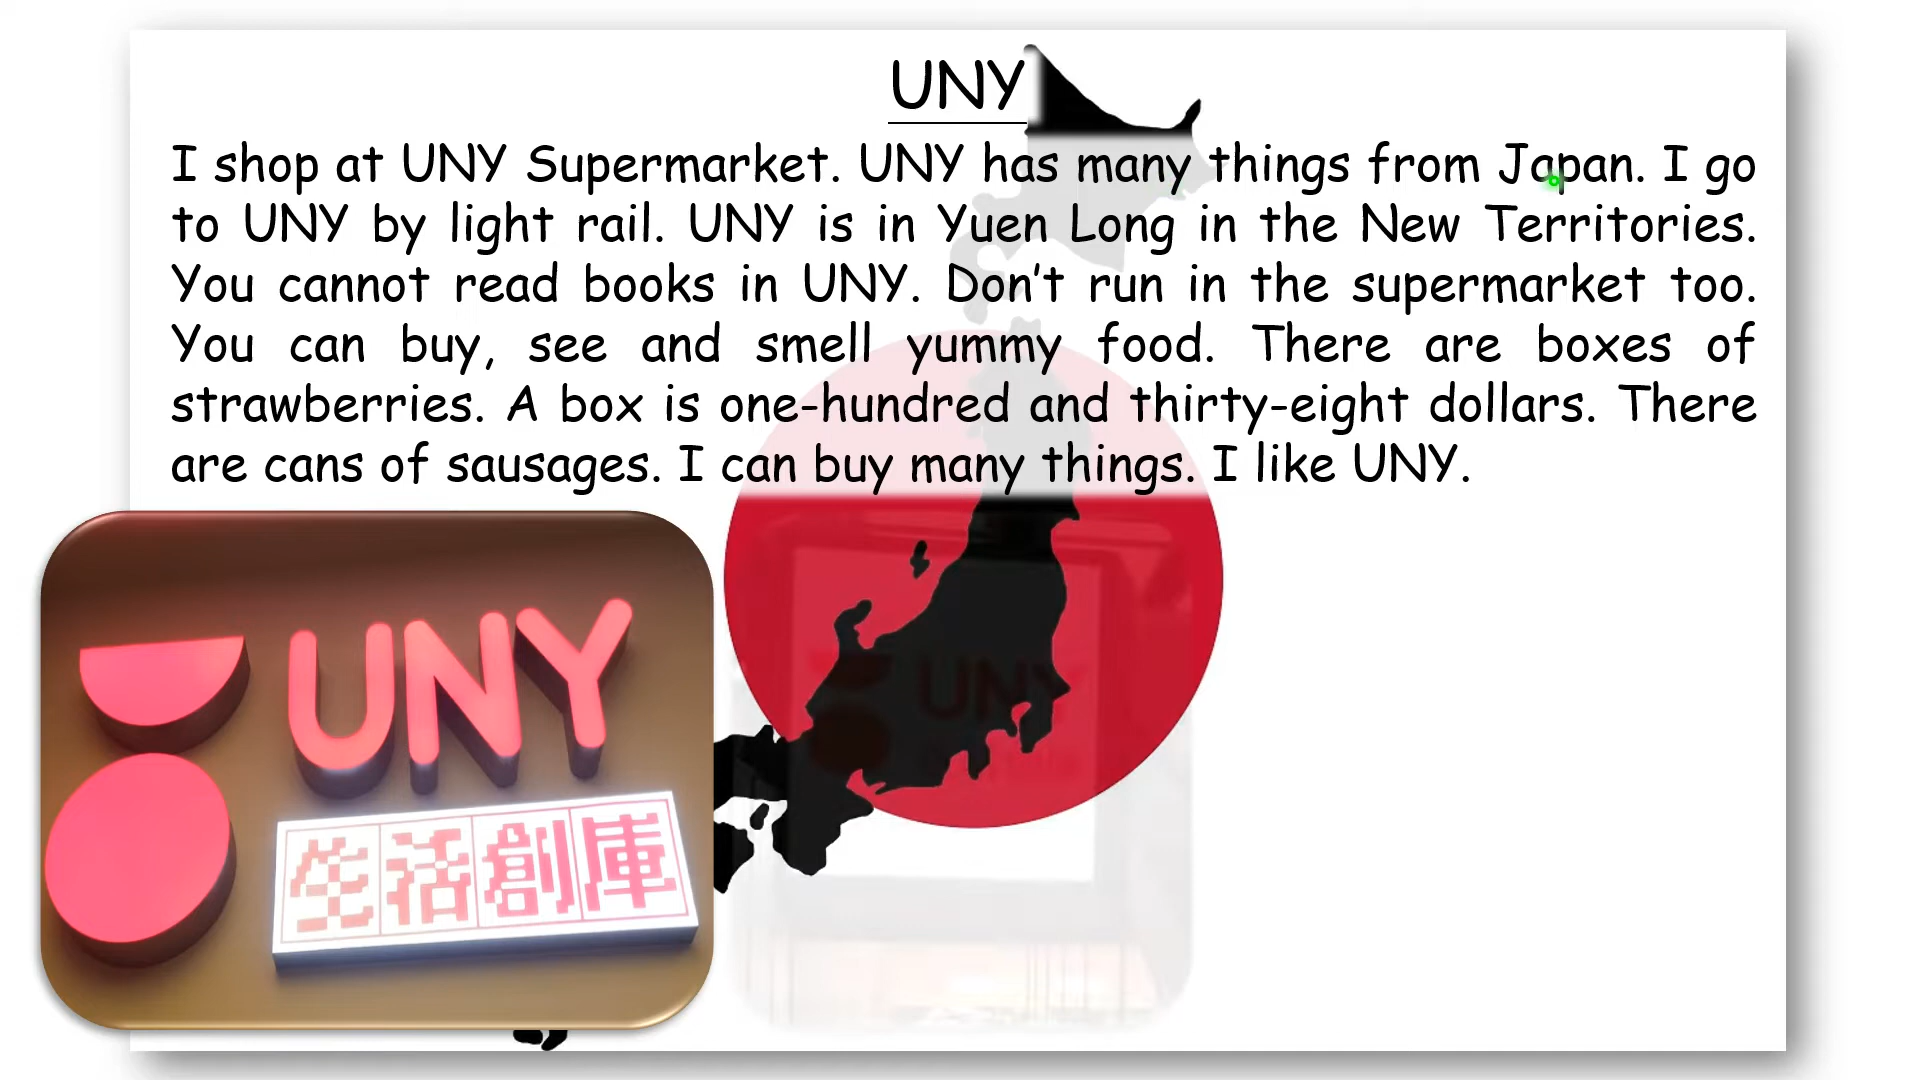 UNY
I shop at UNY Supermarket. UNY has many things from Japan. I go
to UNY by light rail. UNY is in Yuen Long in the New Territories.
You cannot read books in UNY. Don’t run in the supermarket too.
You can buy, see and smell yummy food. There are boxes of
strawberries. A box is one-hundred and thirty-eight dollars. There
are cans of sausages. I can buy many things. I like UNY.
UNY
生活創庫
UNY